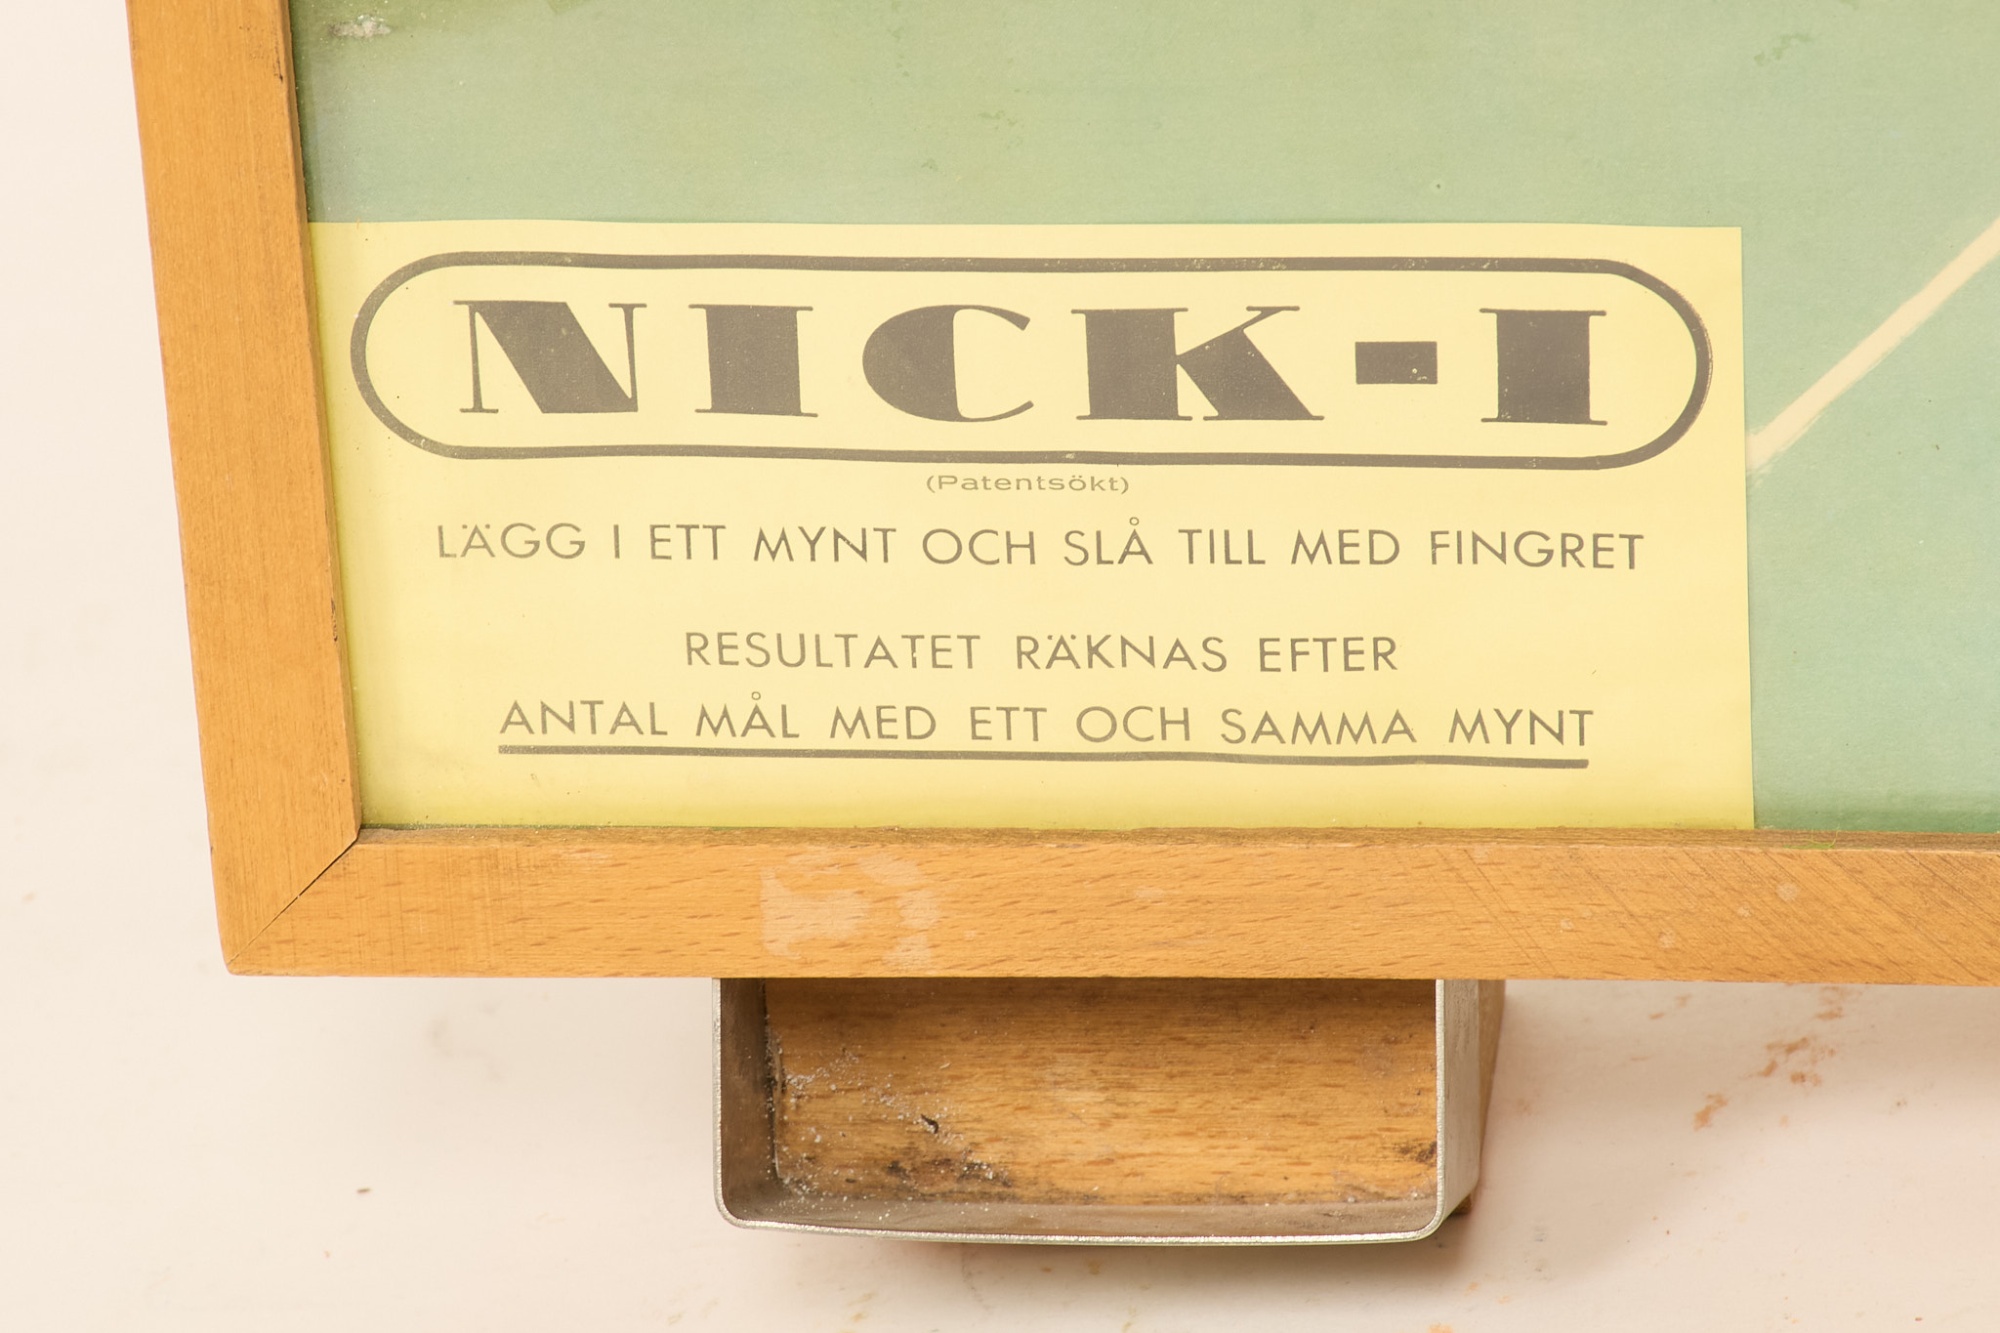 NICK-I
(Patentsökt)
LÄGG I ETT MYNT OCH SLÅ TILL MED FINGRET
RESULTATET RÄKNAS EFTER
ANTAL MÅL MED ETT OCH SAMMA MYNT